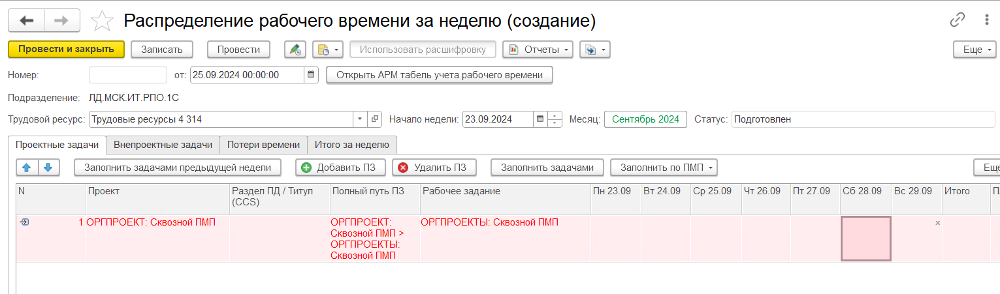 Распределение рабочего времени за неделю (создание)
Провести и закрыть Записать Провести Использовать расшифровку Отчеты Еще
Номер: от: 25.09.2024 00:00:00 Открыть АРМ табель учета рабочего времени
Подразделение: ЛД.МСК.ИТ.РПО.1С
Трудовой ресурс: Трудовые ресурсы 4 314 Начало недели: 23.09.2024 Месяц: Сентябрь 2024 Статус: Подготовлен
Проектные задачи Внепроектные задачи Потери времени Итого за неделю
Заполнить задачами предыдущей недели Добавить ПЗ Удалить ПЗ Заполнить задачами Заполнить по ПМП Еще
N Проект Раздел ПД / Титул Полный путь ПЗ Рабочее задание Пн 23.09 Вт 24.09 Ср 25.09 Чт 26.09 Пт 27.09 Сб 28.09 Вс 29.09 Итого
(CCS)
1 ОРГПРОЕКТ: Сквозной ПМП ОРГПРОЕКТ: ОРГПРОЕКТЫ: Сквозной ПМП x
Сквозной ПМП >
ОРГПРОЕКТЫ:
Сквозной ПМП